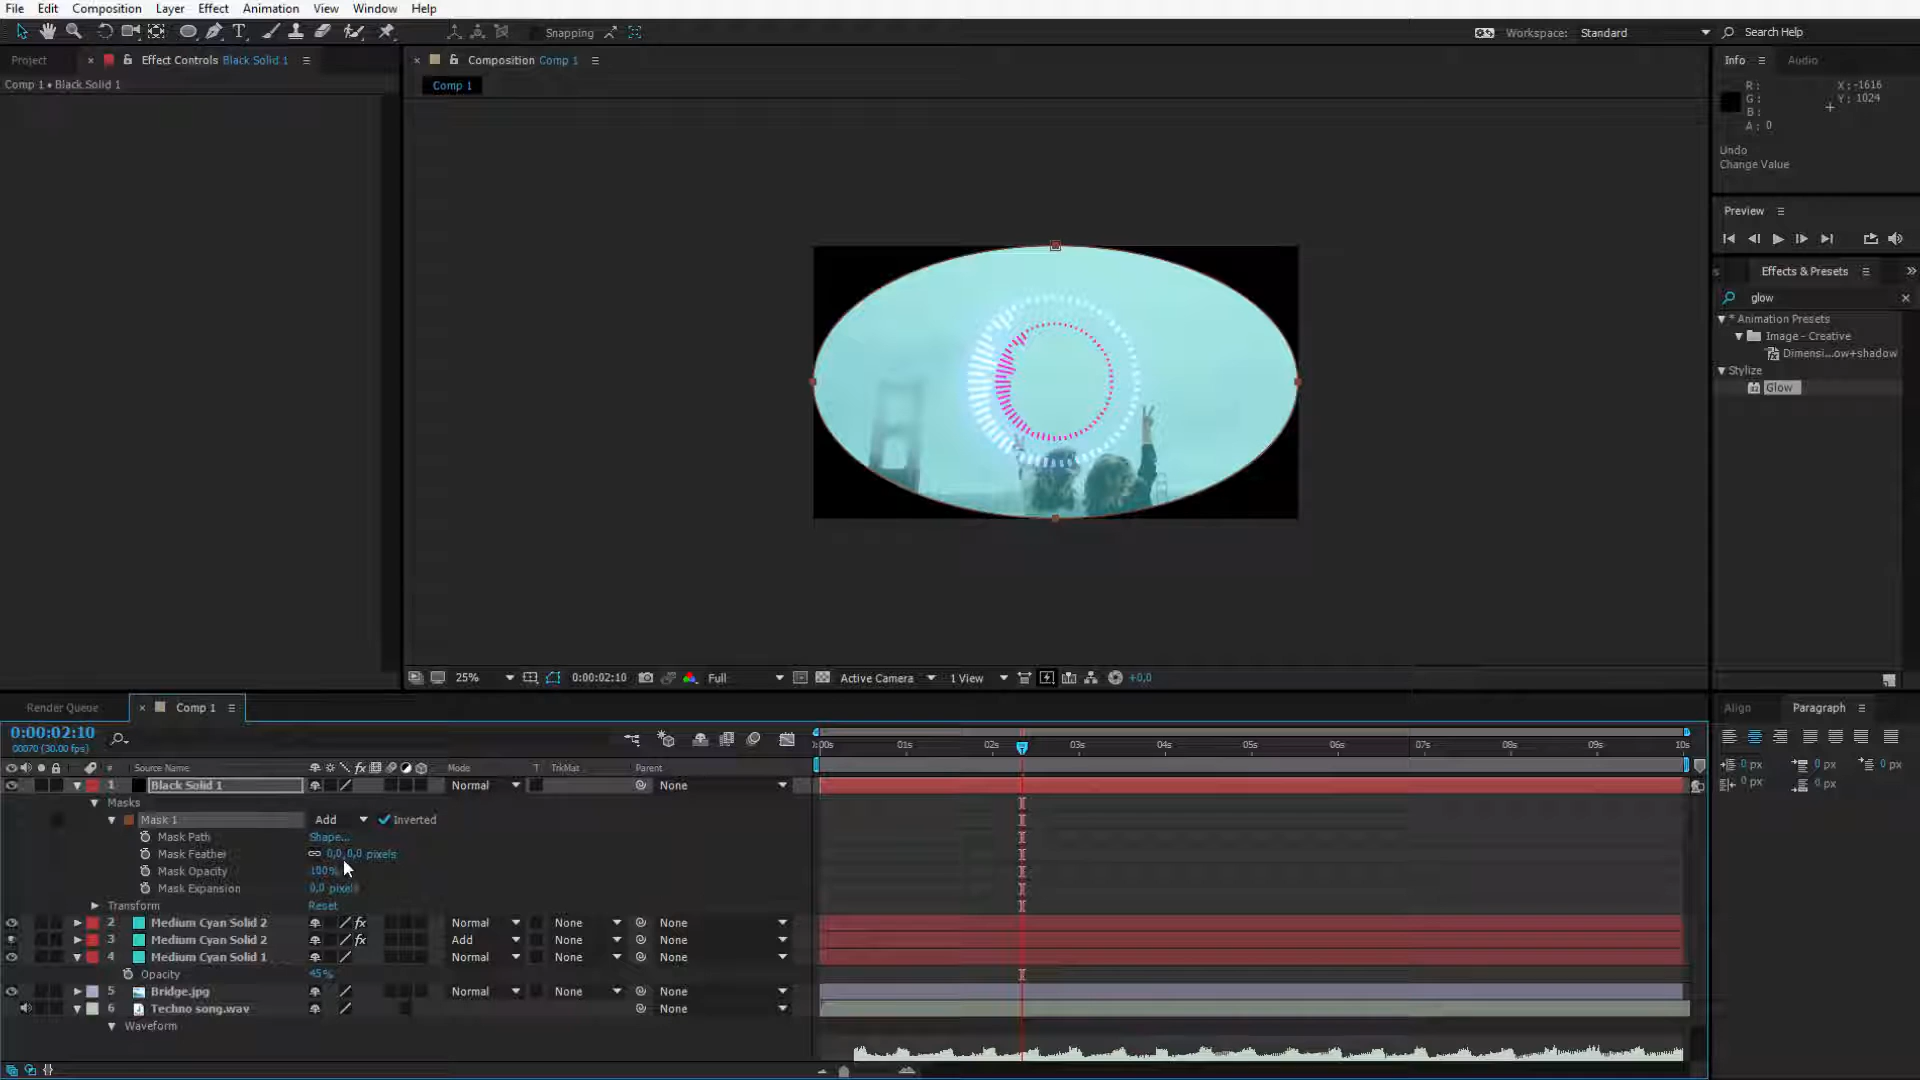 File Edit Composition Layer Effect Animation View Window Help
Snapping Workspace: Standard Search Help
Project Effect Controls Black Solid 1
Comp 1 • Black Solid 1
Composition Comp 1
Comp 1
Info Audio
R: X: -1616
G: Y: 1024
B:
A: 0
Undo
Change Value
Preview
Effects & Presets
glow
* Animation Presets
Image - Creative
Dimensi...ow+shadow
Stylize
Glow
25% 0:00:02:10 Full Active Camera 1 View +0,0
Render Queue Comp 1
Align Paragraph
0:00:02:10
00070 (30.00 fps)
:00s 01s 02s 03s 04s 05s 06s 07s 08s 09s 10s
# Source Name Mode T TrkMat Parent
1 Black Solid 1 Normal None
Masks
Mask 1 Add Inverted
Mask Path Shape...
Mask Feather 0,0, 0,0 pixels
Mask Opacity 100%
Mask Expansion 0,0 pixels
Transform Reset
2 Medium Cyan Solid 2 Normal None None
3 Medium Cyan Solid 2 Add None None
4 Medium Cyan Solid 1 Normal None None
Opacity 45%
5 Bridge.jpg Normal None None
6 Techno song.wav None
Waveform
0 px 0 px 0 px
0 px 0 px